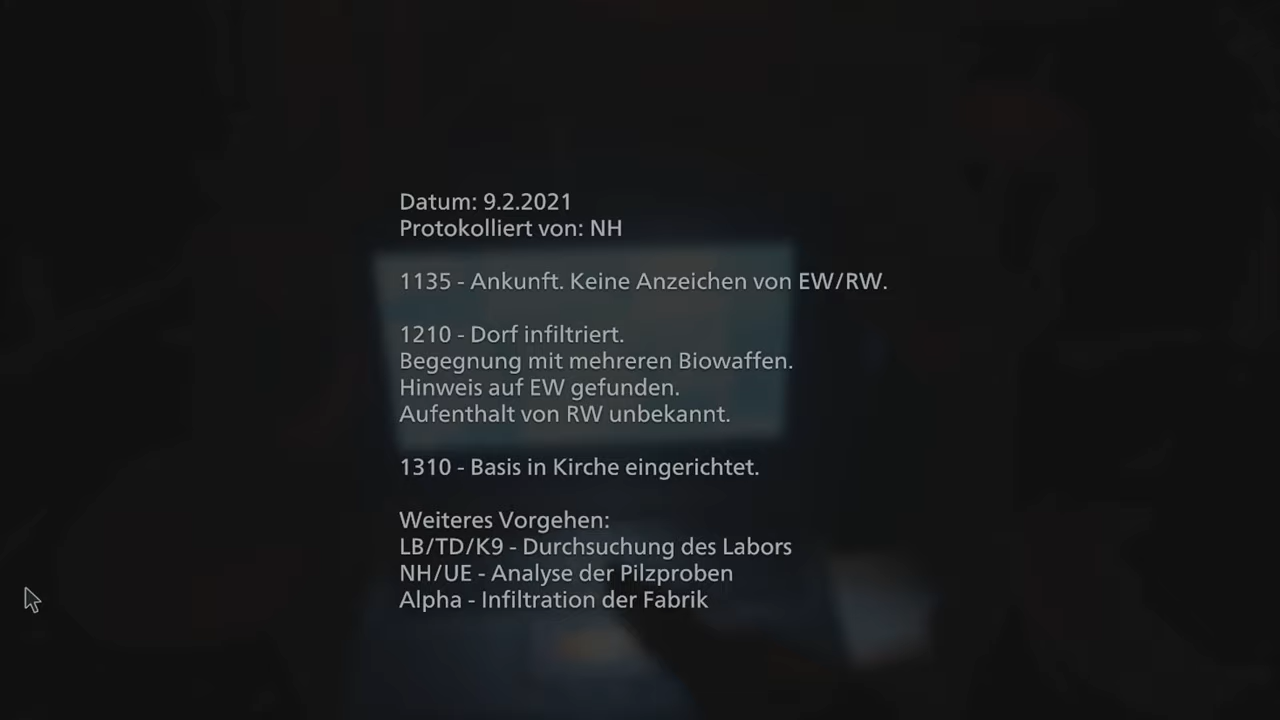 Datum: 9.2.2021
Protokolliert von: NH
1135 - Ankunft. Keine Anzeichen von EW/RW.
1210 - Dorf infiltriert.
Begegnung mit mehreren Biowaffen.
Hinweis auf EW gefunden.
Aufenthalt von RW unbekannt.
1310 - Basis in Kirche eingerichtet.
Weiteres Vorgehen:
LB/TD/K9 - Durchsuchung des Labors
NH/UE - Analyse der Pilzproben
Alpha - Infiltration der Fabrik